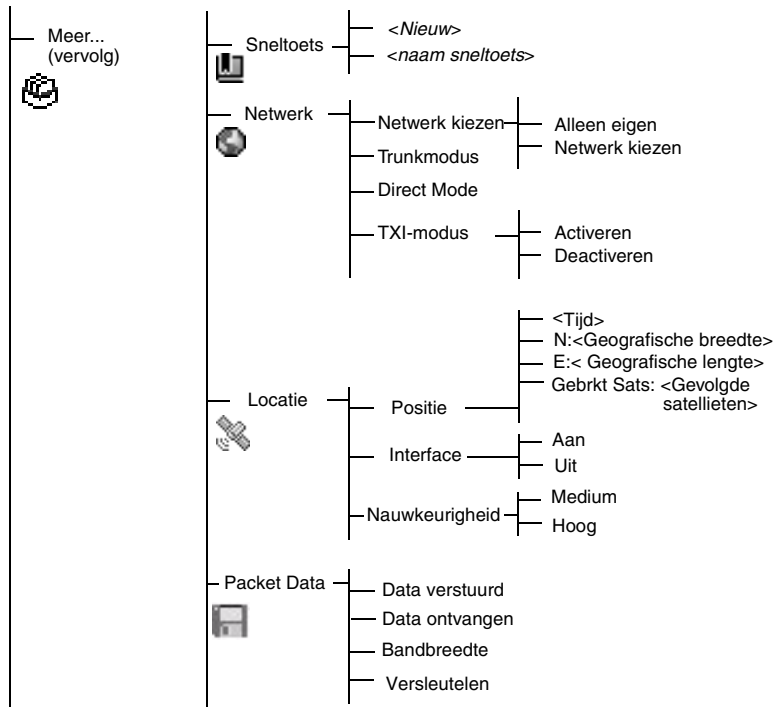 Meer...
(vervolg)
Sneltoets
<Nieuw>
<naam sneltoets>
Netwerk
Netwerk kiezen
Alleen eigen
Netwerk kiezen
Trunkmodus
Direct Mode
TXI-modus
Activeren
Deactiveren
Locatie
Positie
<Tijd>
N:<Geografische breedte>
E:< Geografische lengte>
Gebrkt Sats: <Gevolgde
satellieten>
Interface
Aan
Uit
Nauwkeurigheid
Medium
Hoog
Packet Data
Data verstuurd
Data ontvangen
Bandbreedte
Versleutelen